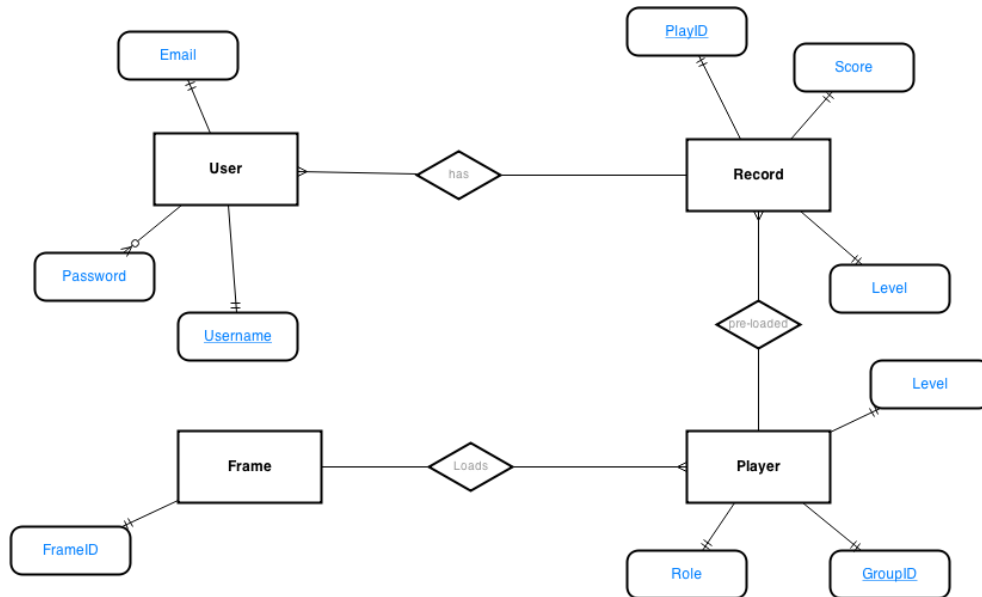 PlayID
Email
Score
User
has
Record
Password
Level
Username
pre-loaded
Level
Frame
Loads
Player
FrameID
Role
GroupID